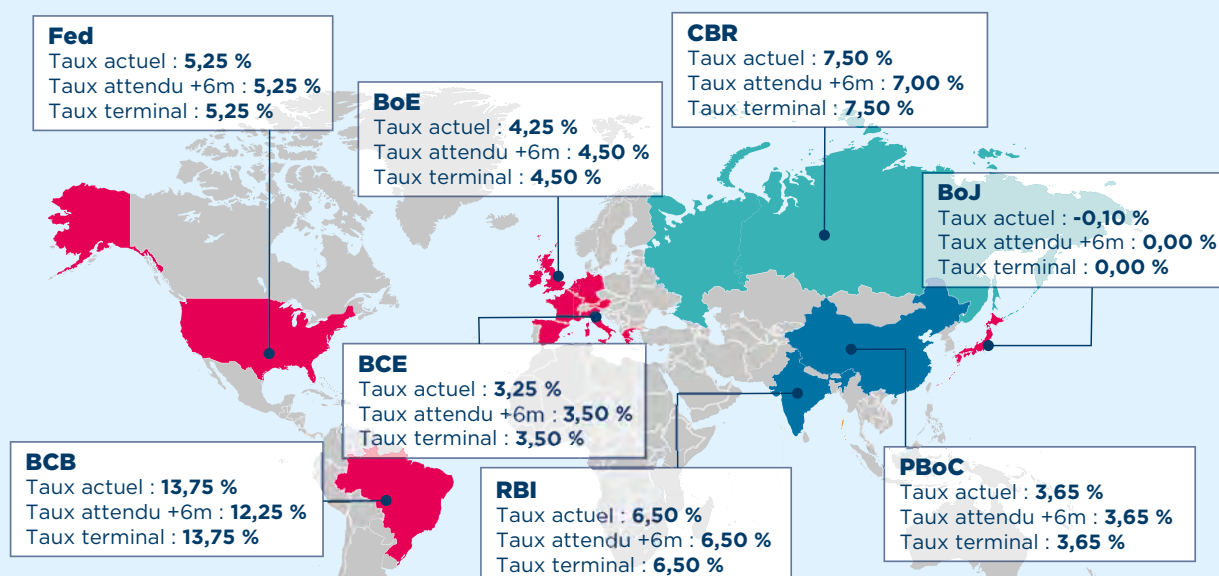 Fed
Taux actuel : 5,25 %
Taux attendu +6m : 5,25 %
Taux terminal : 5,25 %
BoE
Taux actuel : 4,25 %
Taux attendu +6m : 4,50 %
Taux terminal : 4,50 %
CBR
Taux actuel : 7,50 %
Taux attendu +6m : 7,00 %
Taux terminal : 7,50 %
BoJ
Taux actuel : -0,10 %
Taux attendu +6m : 0,00 %
Taux terminal : 0,00 %
BCE
Taux actuel : 3,25 %
Taux attendu +6m : 3,50 %
Taux terminal : 3,50 %
BCB
Taux actuel : 13,75 %
Taux attendu +6m : 12,25 %
Taux terminal : 13,75 %
RBI
Taux actuel : 6,50 %
Taux attendu +6m : 6,50 %
Taux terminal : 6,50 %
PBoC
Taux actuel : 3,65 %
Taux attendu +6m : 3,65 %
Taux terminal : 3,65 %